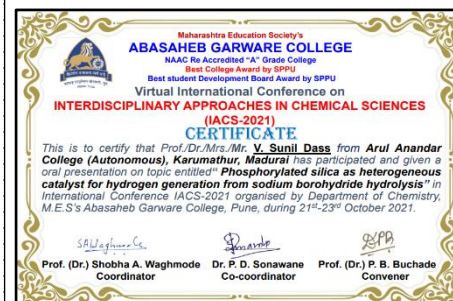 Maharashtra Education Society's
ABASAHEB GARWARE COLLEGE
NAAC Re Accredited "A" Grade College
Best College Award by SPPU
Best student Development Board Award by SPPU
Virtual International Conference on
INTERDISCIPLINARY APPROACHES IN CHEMICAL SCIENCES
(IACS-2021)
CERTIFICATE
This is to certify that Prof./Dr./Mrs./Mr. V. Sunil Dass from Arul Anandar
College (Autonomous), Karumathur, Madurai has participated and given a
oral presentation on topic entitled" Phosphorylated silica as heterogeneous
catalyst for hydrogen generation from sodium borohydride hydrolysis" in
International Conference IACS-2021 organised by Department of Chemistry,
M.E.S's Abasaheb Garware College, Pune, during 21st-23rd October 2021.
Prof. (Dr.) Shobha A. Waghmode Dr. P. D. Sonawane Prof. (Dr.) P. B. Buchade
Coordinator Co-coordinator Convener